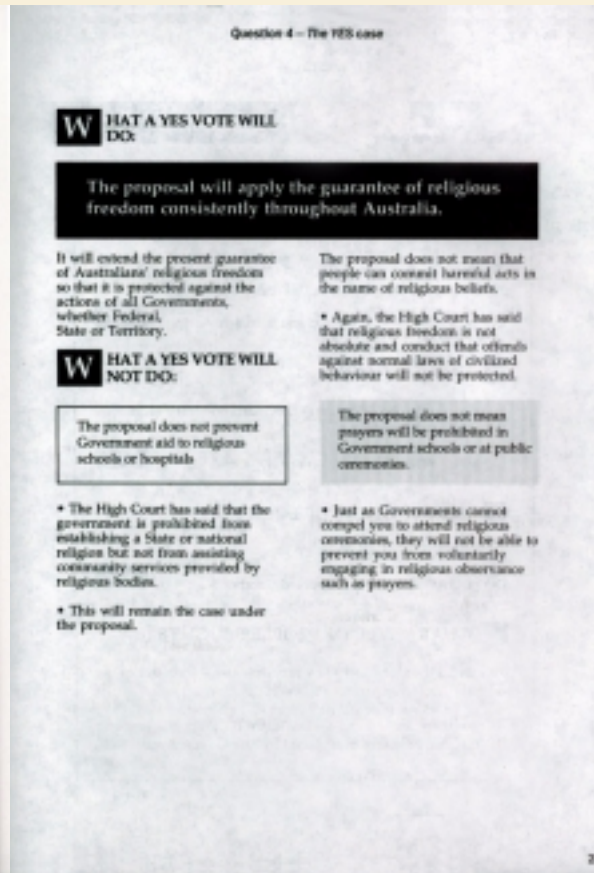 Question 4 – The YES case
WHAT A YES VOTE WILL
DO:
The proposal will apply the guarantee of religious
freedom consistently throughout Australia.
It will extend the present guarantee
of Australians' religious freedom
so that it is protected against the
actions of all Governments,
whether Federal,
State or Territory.
WHAT A YES VOTE WILL
NOT DO:
The proposal does not prevent
Government aid to religious
schools or hospitals
• The High Court has said that the
government is prohibited from
establishing a State or national
religion but not from assisting
community services provided by
religious bodies.
• This will remain the case under
the proposal.
The proposal does not mean that
people can commit harmful acts in
the name of religious beliefs.
• Again, the High Court has said
that religious freedom is not
absolute and conduct that offends
against normal laws of civilized
behaviour will not be protected.
The proposal does not mean
prayers will be prohibited in
Government schools or at public
ceremonies.
• Just as Governments cannot
compel you to attend religious
ceremonies, they will not be able to
prevent you from voluntarily
engaging in religious observance
such as prayers.